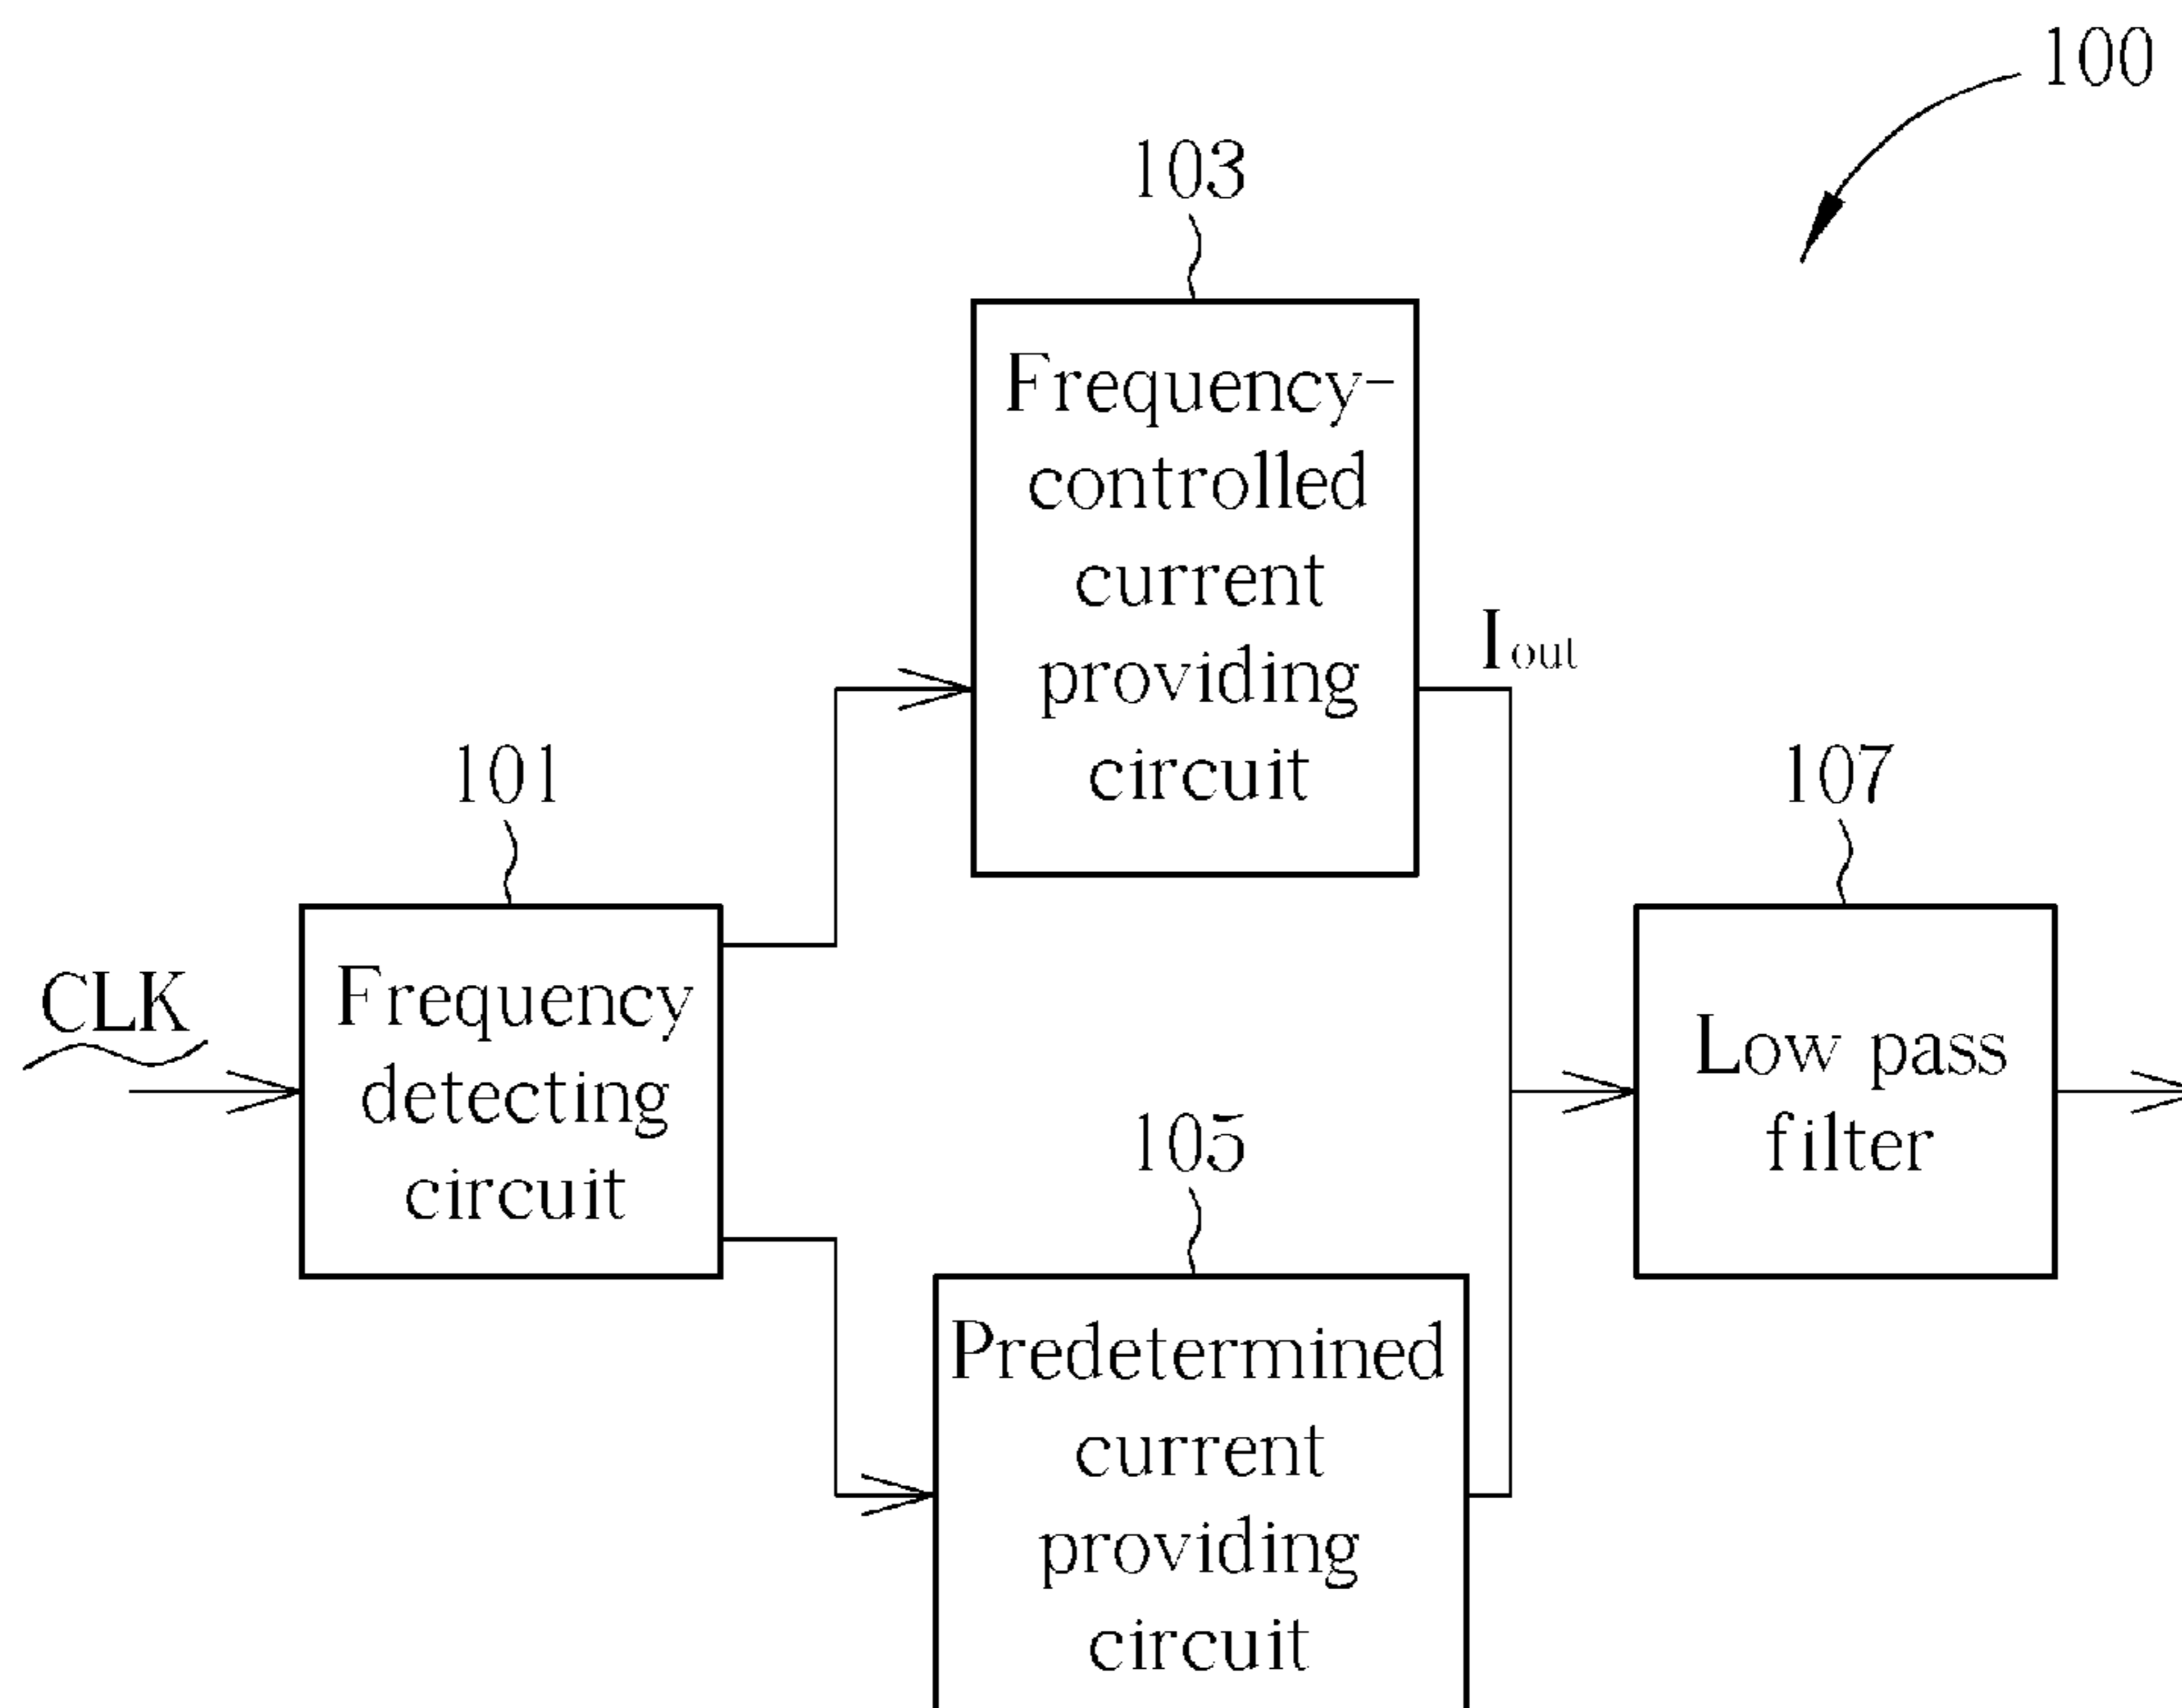 100
103
Frequency-
controlled
current
providing
circuit
Iout
101
CLK
Frequency
detecting
circuit
107
Low pass
filter
105
Predetermined
current
providing
circuit